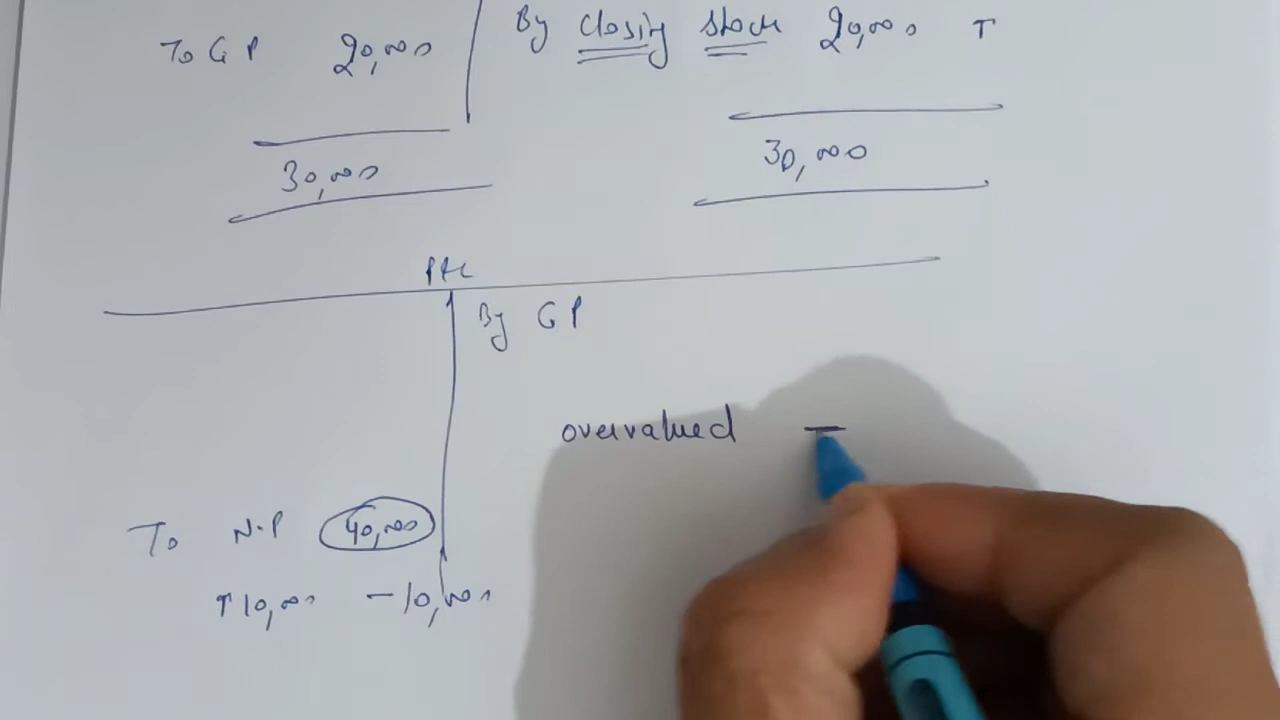 To G P 20,000 By closing stock 20,000 ↑
30,000 30,000
P&L
By G P
overvalued —
To N.P 40,000
↑10,000 - 10,000